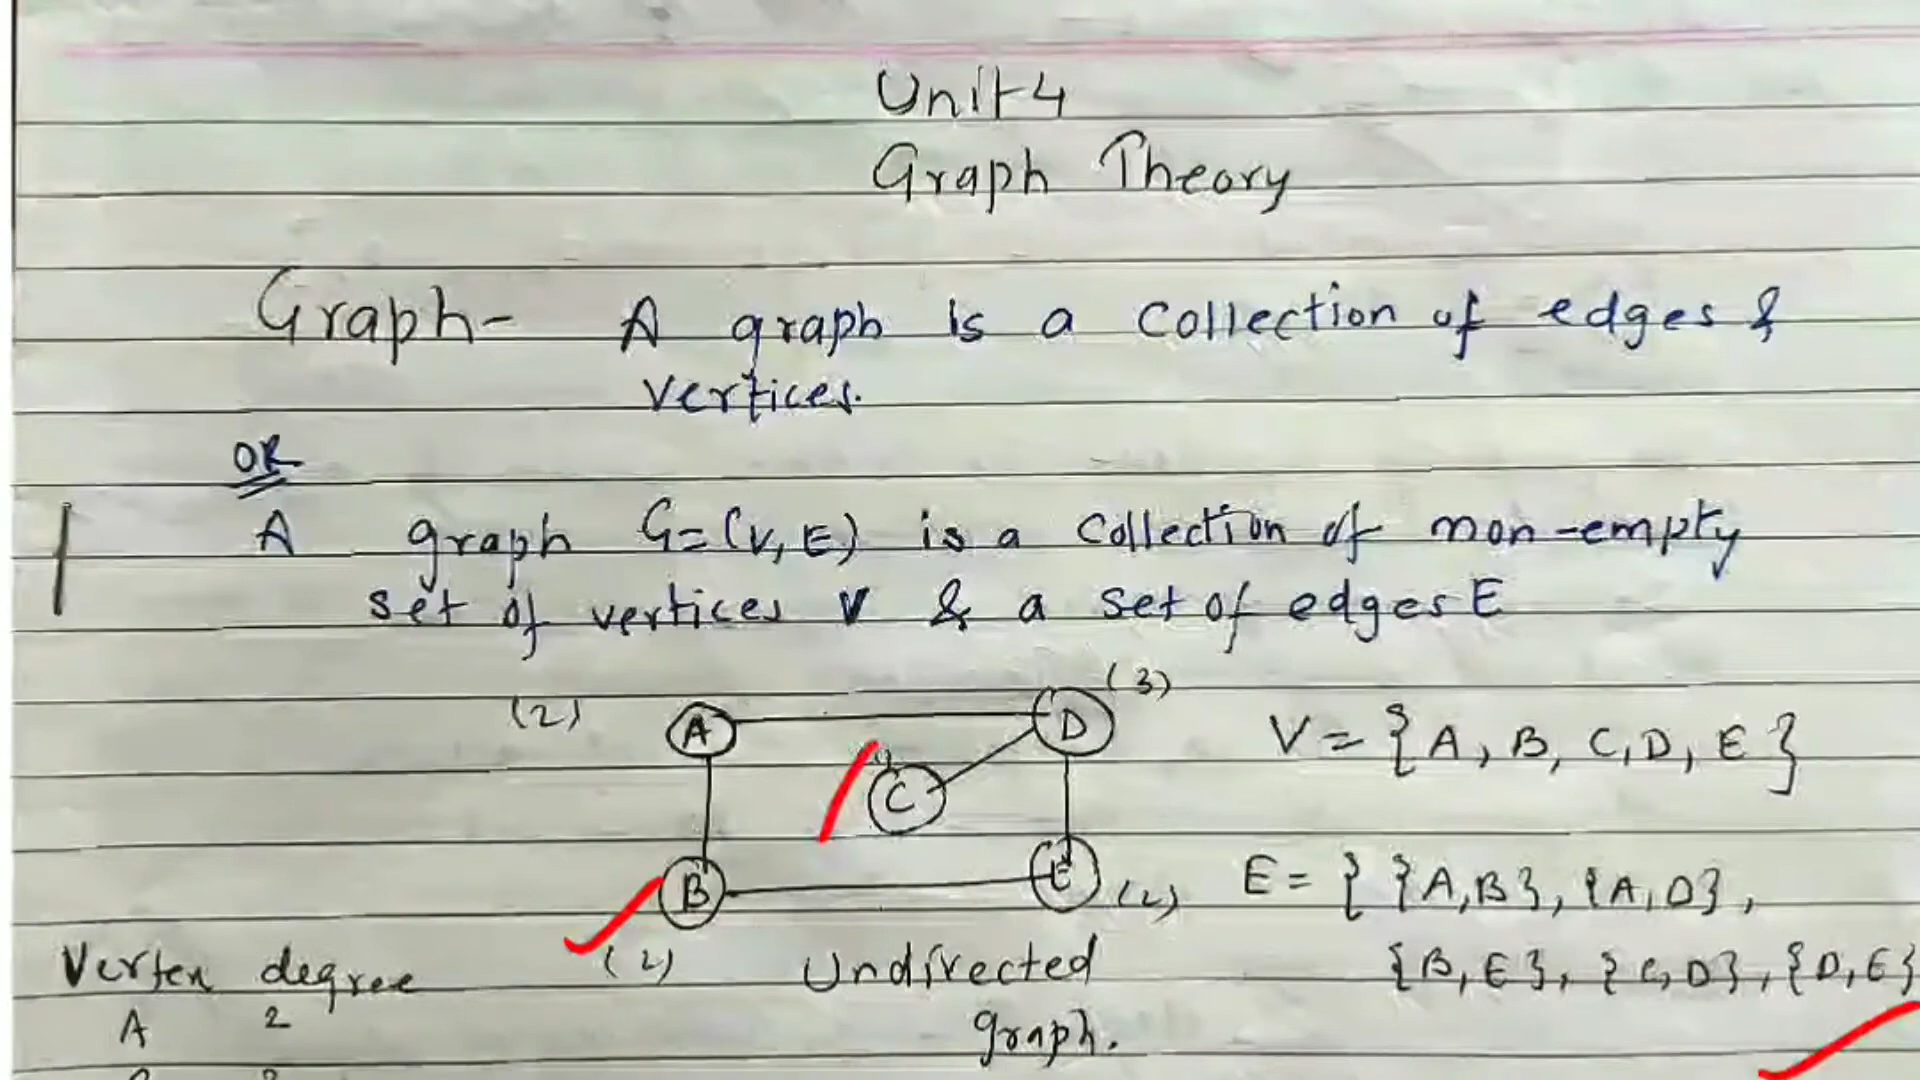 Unit 4
Graph Theory
Graph- A graph is a collection of edges &
vertices.
OR
A graph G=(V,E) is a collection of non-empty
set of vertices V & a set of edges E
(3)
(2) A D V = {A, B, C, D, E}
C
B E (2) E = { {A,B}, {A,D},
(2) Undirected {B,E}, {C,D}, {D,E}
Vertex degree
A 2
graph.